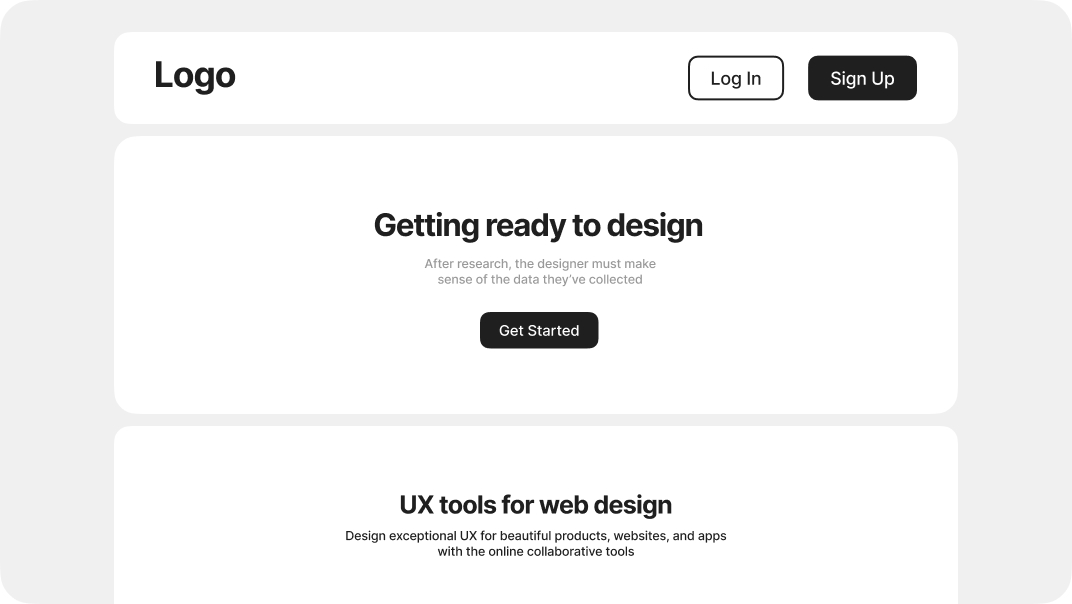 Logo
Log In
Sign Up
Getting ready to design
After research, the designer must make
sense of the data they’ve collected
Get Started
UX tools for web design
Design exceptional UX for beautiful products, websites, and apps
with the online collaborative tools